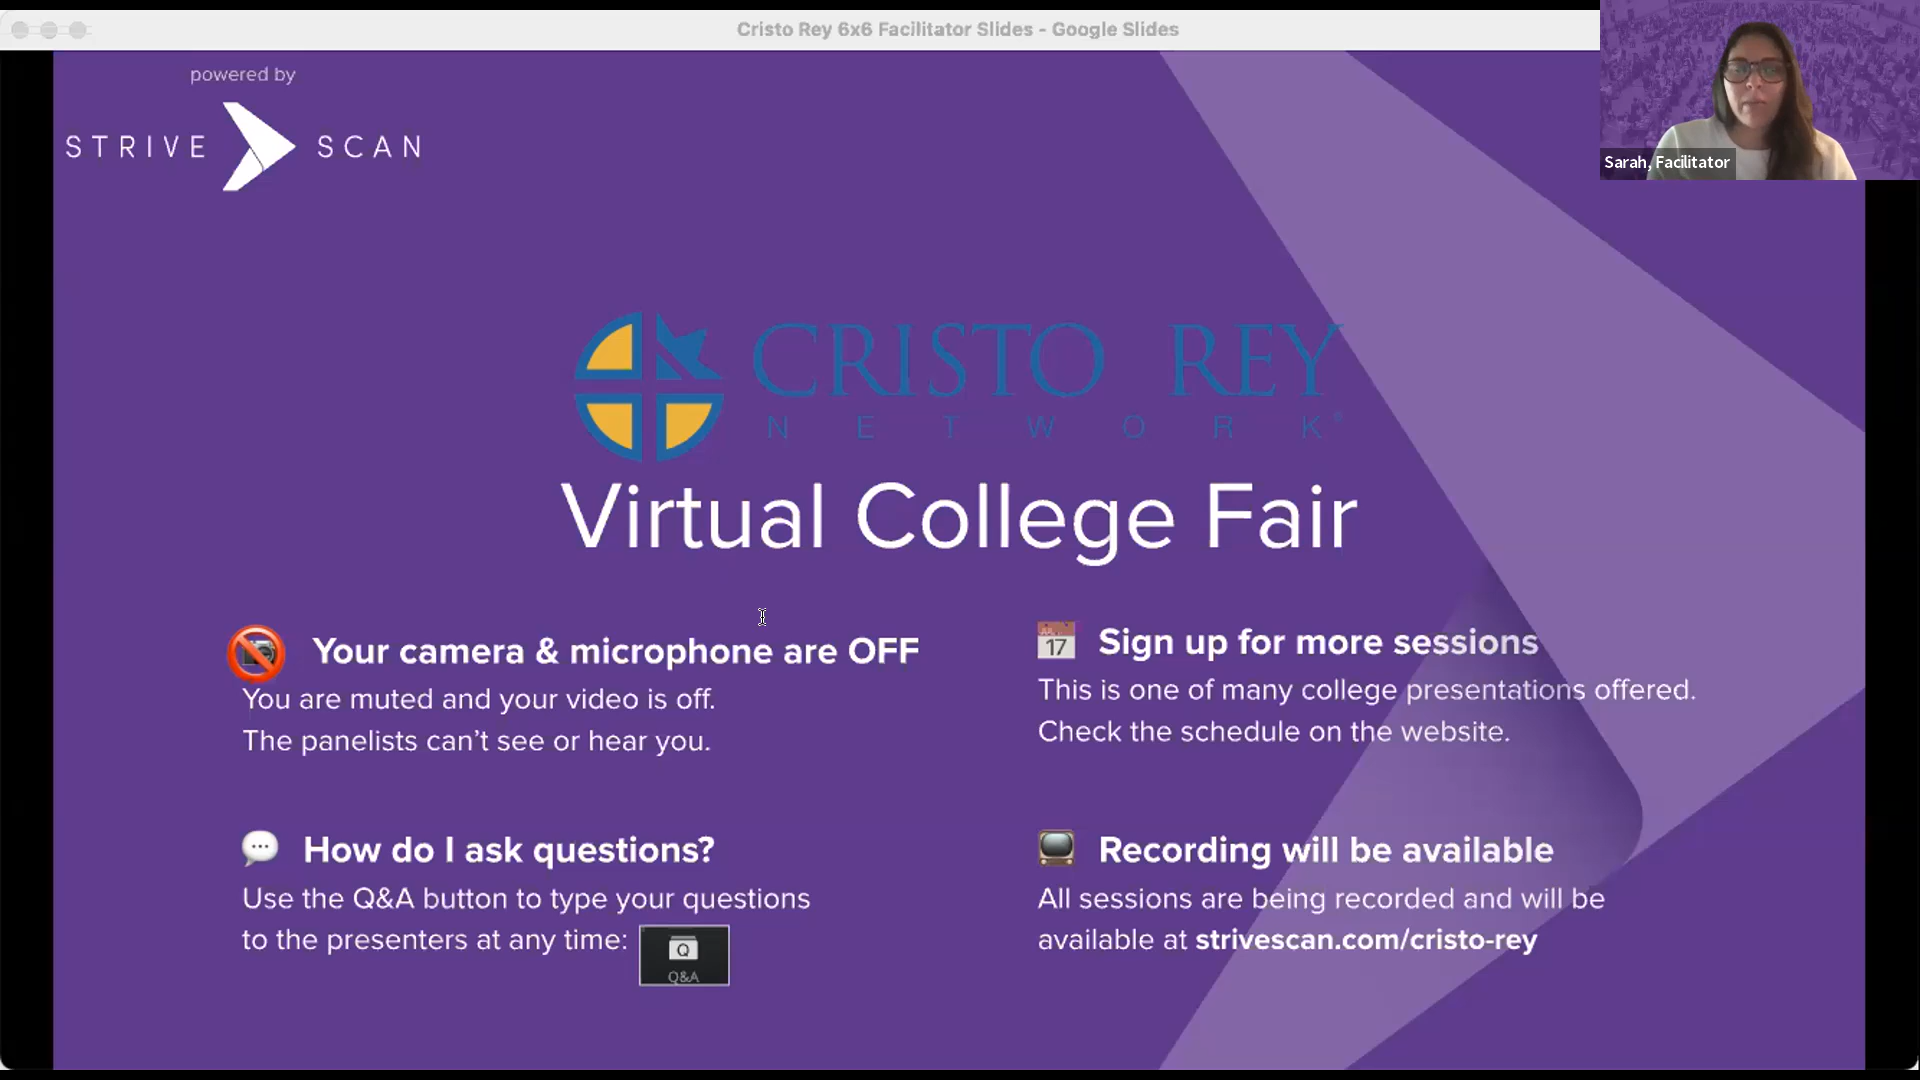 Cristo Rey 6x6 Facilitator Slides - Google Slides
powered by
STRIVE SCAN
Sarah, Facilitator
CRISTO REY
NETWORK®
Virtual College Fair
Your camera & microphone are OFF
You are muted and your video is off.
The panelists can’t see or hear you.
17
Sign up for more sessions
This is one of many college presentations offered.
Check the schedule on the website.
How do I ask questions?
Use the Q&A button to type your questions
to the presenters at any time:
Q
Q&A
Recording will be available
All sessions are being recorded and will be
available at strivescan.com/cristo-rey